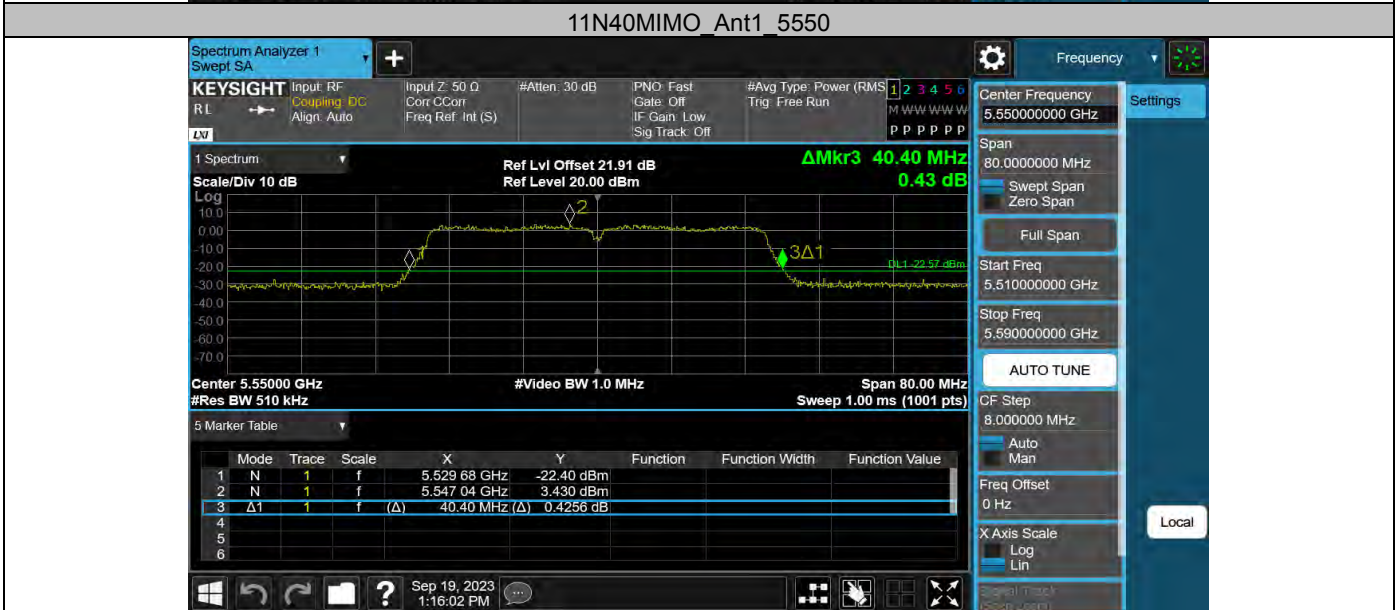 11N40MIMO_Ant1_5550
Spectrum Analyzer 1
Swept SA
Frequency
KEYSIGHT
RL
LXI
Input: RF
Coupling: DC
Align: Auto
Input Z: 50 Ω
Corr CCorr
Freq Ref: Int (S)
#Atten: 30 dB
PNO: Fast
Gate: Off
IF Gain: Low
Sig Track: Off
#Avg Type: Power (RMS
Trig: Free Run
1 2 3 4 5 6
M W W W W W
P P P P P P
1 Spectrum
Scale/Div 10 dB
Ref Lvl Offset 21.91 dB
Ref Level 20.00 dBm
ΔMkr3 40.40 MHz
0.43 dB
Log
10.0
0.00
-10.0
-20.0
-30.0
-40.0
-50.0
-60.0
-70.0
1
2
3Δ1
DL1 -22.57 dBm
Center 5.55000 GHz
#Video BW 1.0 MHz
Span 80.00 MHz
#Res BW 510 kHz
Sweep 1.00 ms (1001 pts)
5 Marker Table
Mode Trace Scale X Y Function Function Width Function Value
1 N 1 f 5.529 68 GHz -22.40 dBm
2 N 1 f 5.547 04 GHz 3.430 dBm
3 Δ1 1 f (Δ) 40.40 MHz (Δ) 0.4256 dB
4
5
6
Sep 19, 2023
1:16:02 PM
Center Frequency
5.550000000 GHz
Settings
Span
80.0000000 MHz
Swept Span
Zero Span
Full Span
Start Freq
5.510000000 GHz
Stop Freq
5.590000000 GHz
AUTO TUNE
CF Step
8.000000 MHz
Auto
Man
Freq Offset
0 Hz
Local
X Axis Scale
Log
Lin
Signal Track